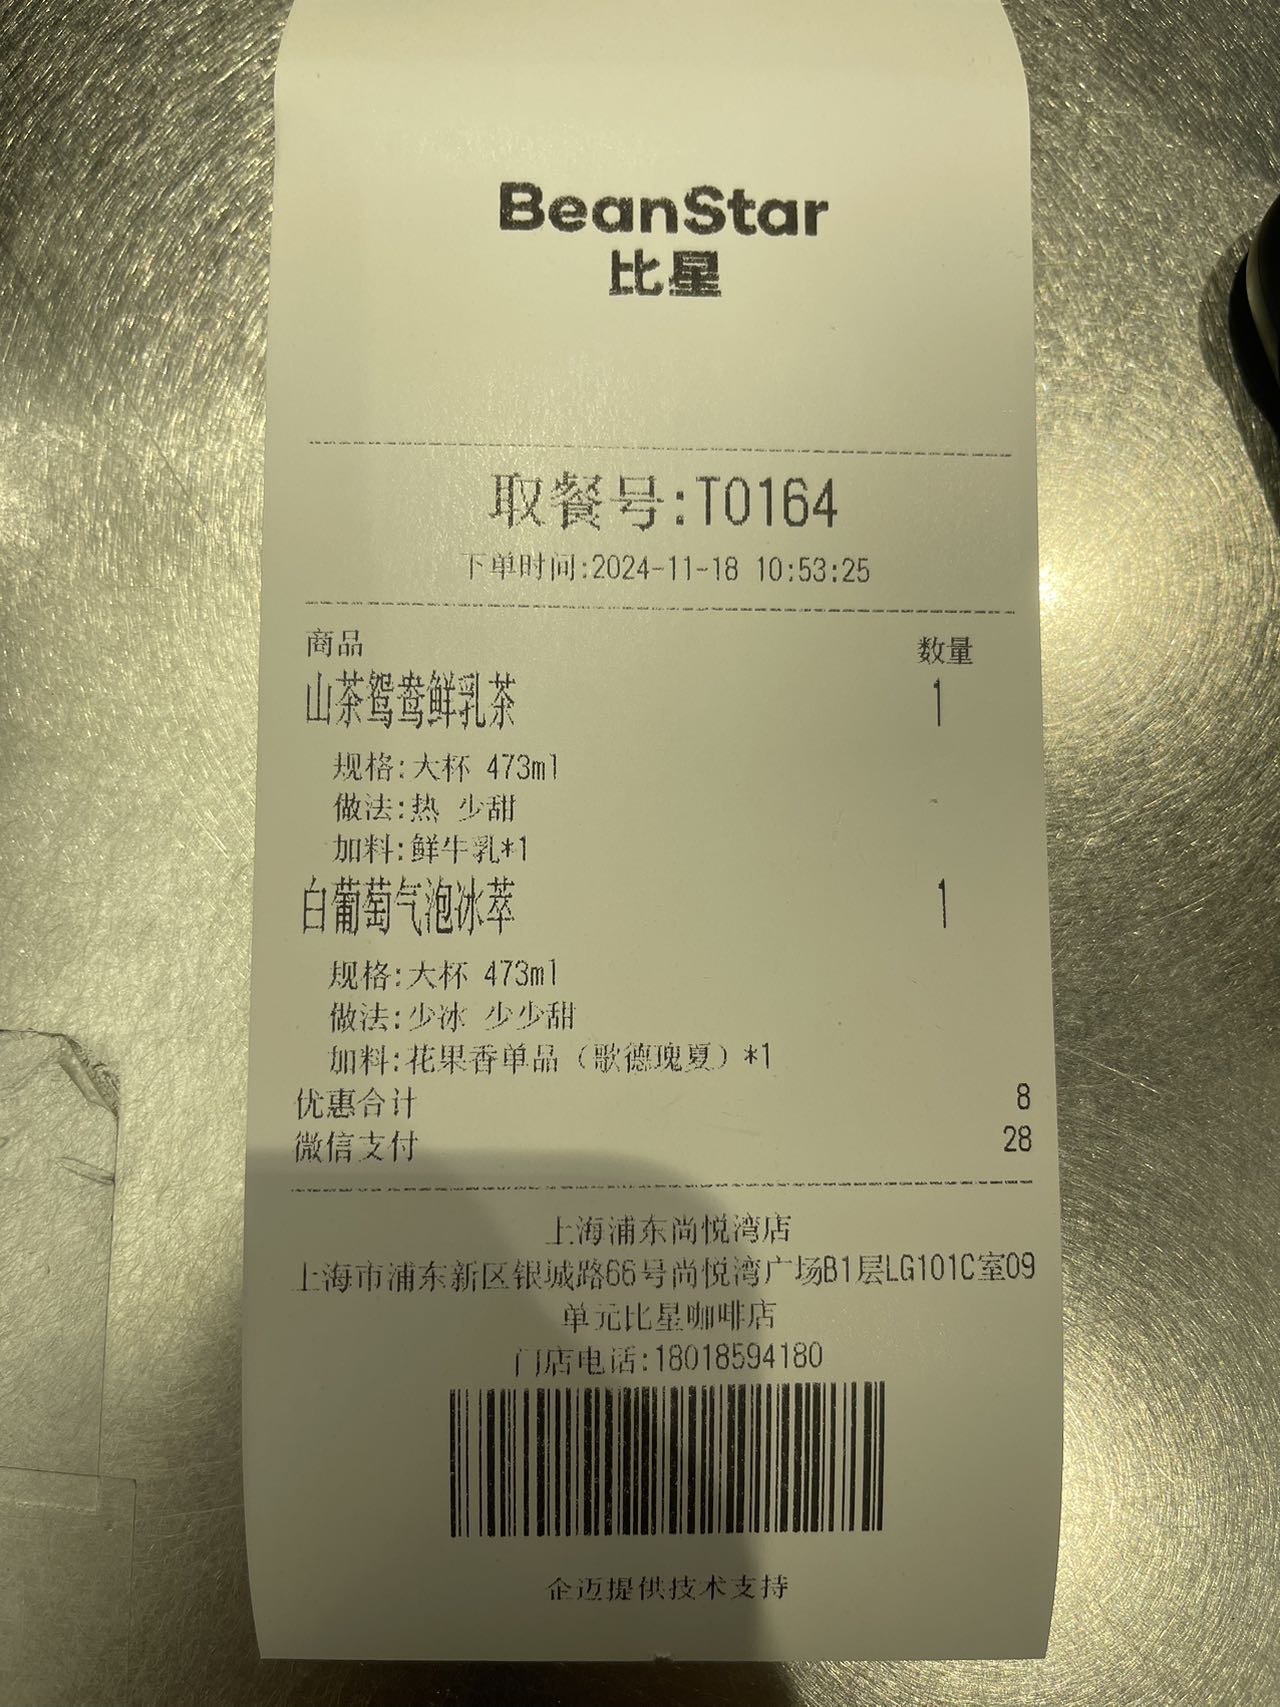 BeanStar
比星
取餐号:T0164
下单时间:2024-11-18 10:53:25
商品 数量
山茶鸳鸯鲜乳茶 1
规格:大杯 473ml
做法:热 少甜
加料:鲜牛乳*1
白葡萄气泡冰萃 1
规格:大杯 473ml
做法:少冰 少少甜
加料:花果香单品（歌德瑰夏）*1
优惠合计 8
微信支付 28
上海浦东尚悦湾店
上海市浦东新区银城路66号尚悦湾广场B1层LG101C室09
单元比星咖啡店
门店电话:18018594180
企迈提供技术支持